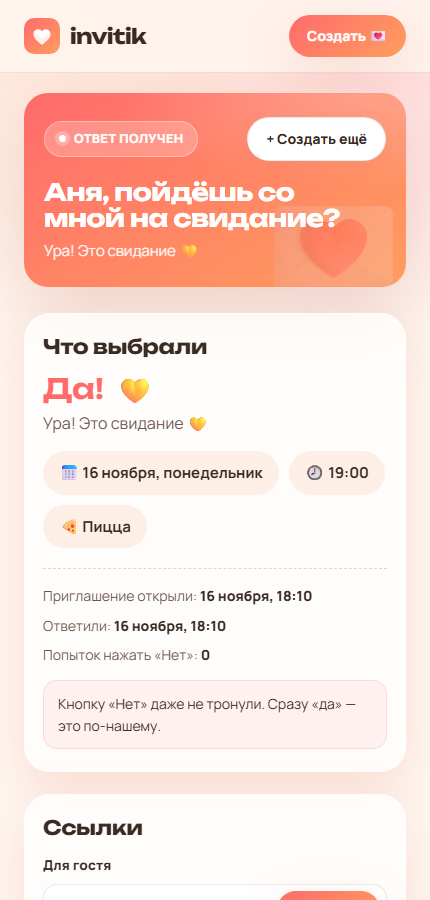 invitik
Создать 💌
ОТВЕТ ПОЛУЧЕН
+ Создать ещё
Аня, пойдёшь со
мной на свидание?
Ура! Это свидание 💛
Что выбрали
Да! 💛
Ура! Это свидание 💛
🗓️ 16 ноября, понедельник
🕖 19:00
🍕 Пицца
Приглашение открыли: 16 ноября, 18:10
Ответили: 16 ноября, 18:10
Попыток нажать «Нет»: 0
Кнопку «Нет» даже не тронули. Сразу «да» —
это по-нашему.
Ссылки
Для гостя